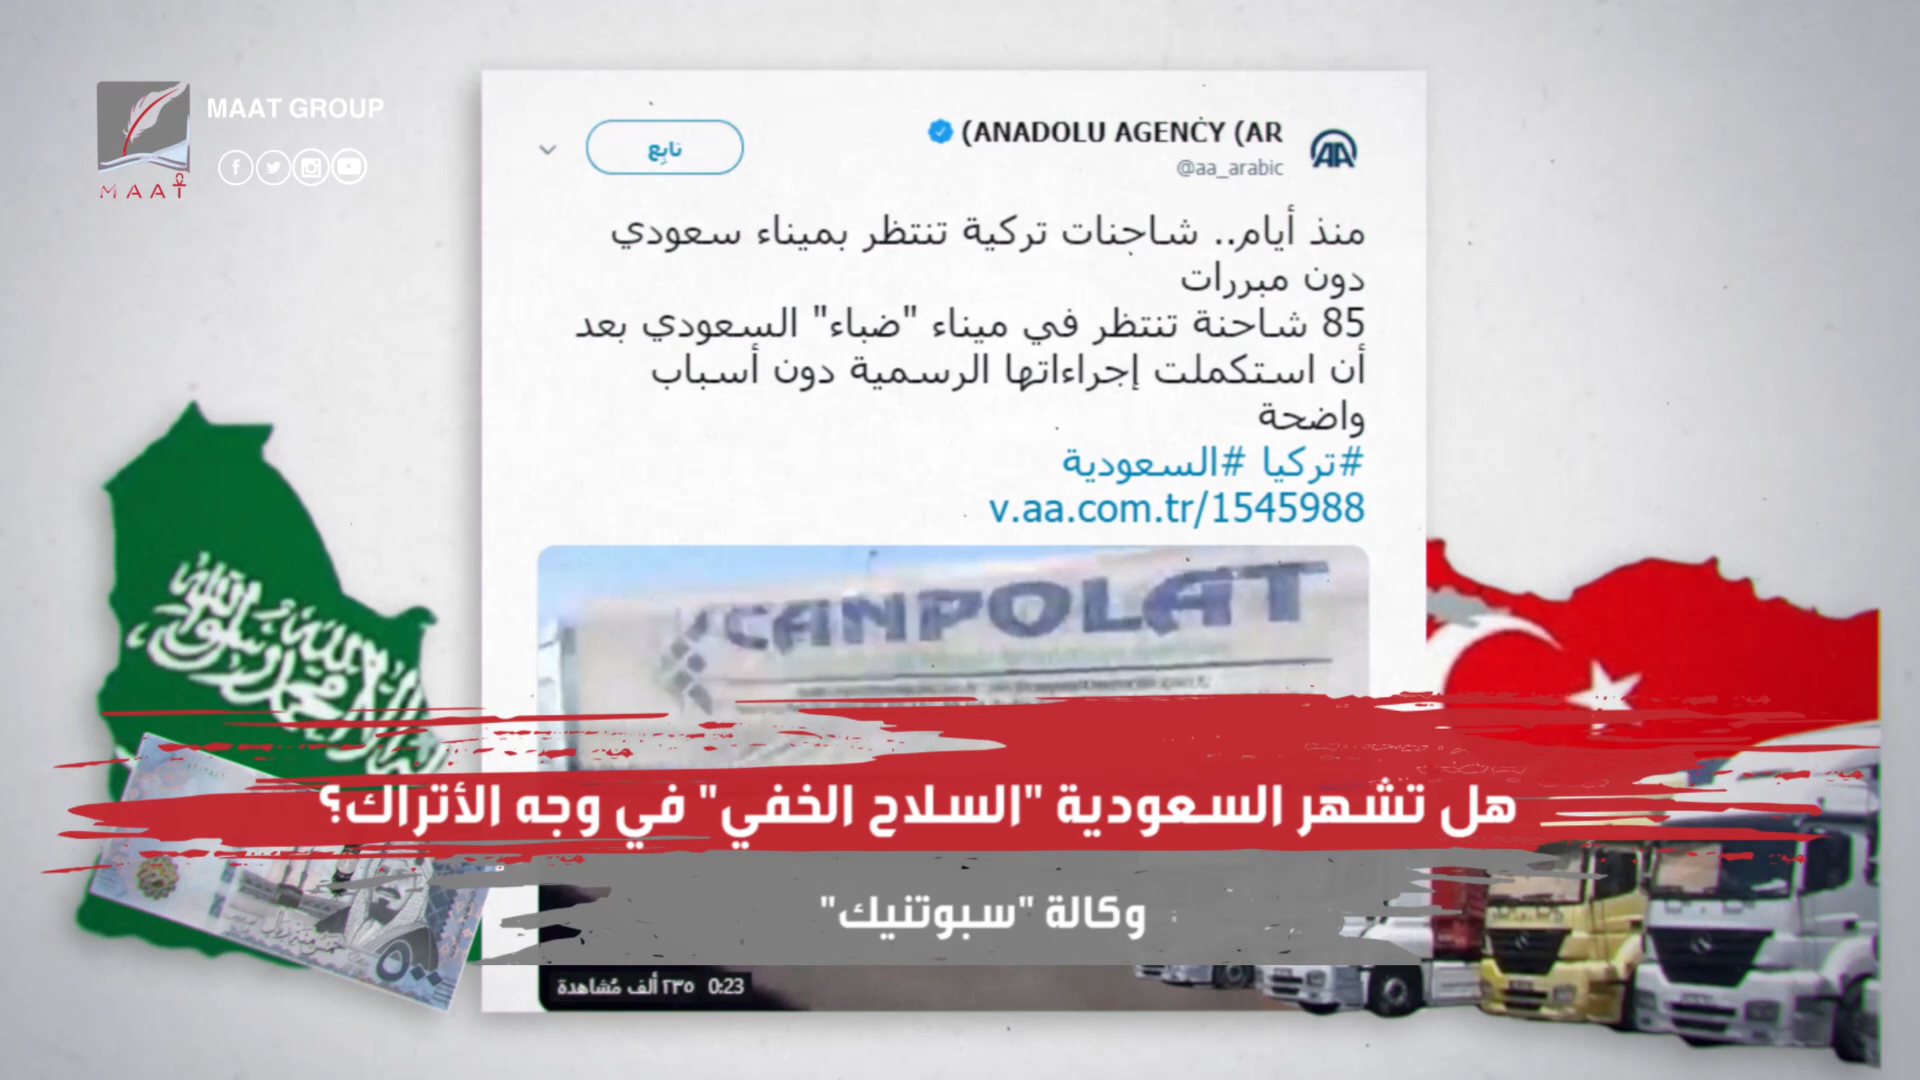 MAAT GROUP
MAAT
(ANADOLU AGENCY (AR
@aa_arabic
تابِع
منذ أيام.. شاحنات تركية تنتظر بميناء سعودي
دون مبررات
85 شاحنة تنتظر في ميناء "ضباء" السعودي بعد
أن استكملت إجراءاتها الرسمية دون أسباب
واضحة
#تركيا #السعودية
v.aa.com.tr/1545988
CANPOLAT
هل تشهر السعودية "السلاح الخفي" في وجه الأتراك؟
وكالة "سبوتنيك"
٥٠٠
0:23 ٢٣٥ ألف مُشاهدة